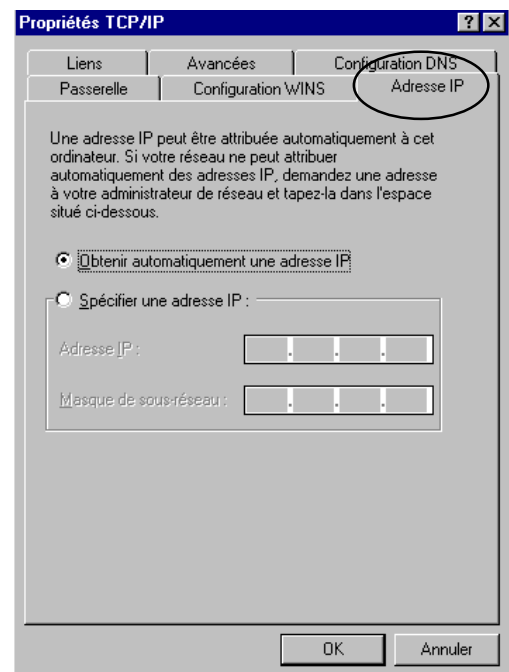 Propriétés TCP/IP
Liens Avancées Configuration DNS
Passerelle Configuration WINS Adresse IP
Une adresse IP peut être attribuée automatiquement à cet
ordinateur. Si votre réseau ne peut attribuer
automatiquement des adresses IP, demandez une adresse
à votre administrateur de réseau et tapez-la dans l'espace
situé ci-dessous.
Obtenir automatiquement une adresse IP
Spécifier une adresse IP :
Adresse IP :
. . .
Masque de sous-réseau :
. . .
OK Annuler